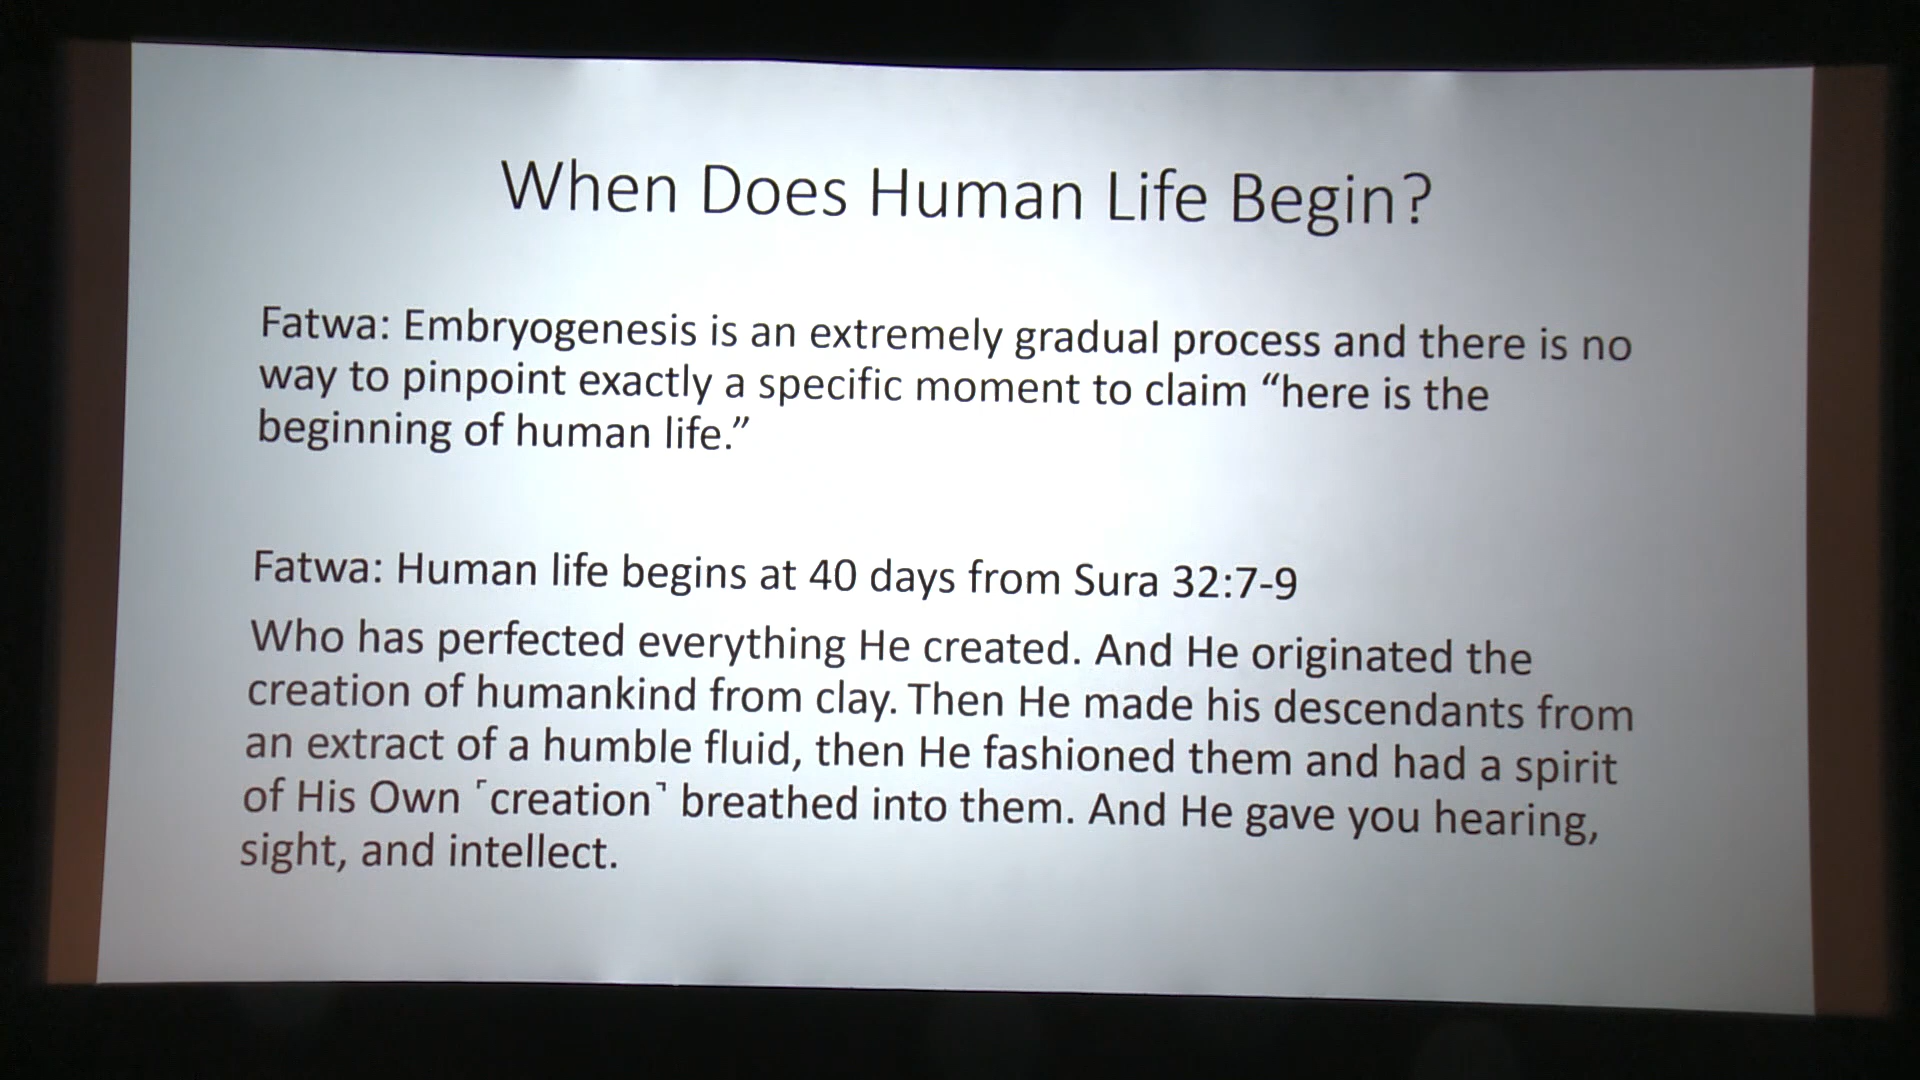 When Does Human Life Begin?
Fatwa: Embryogenesis is an extremely gradual process and there is no
way to pinpoint exactly a specific moment to claim “here is the
beginning of human life.”
Fatwa: Human life begins at 40 days from Sura 32:7-9
Who has perfected everything He created. And He originated the
creation of humankind from clay. Then He made his descendants from
an extract of a humble fluid, then He fashioned them and had a spirit
of His Own ˹creation˺ breathed into them. And He gave you hearing,
sight, and intellect.